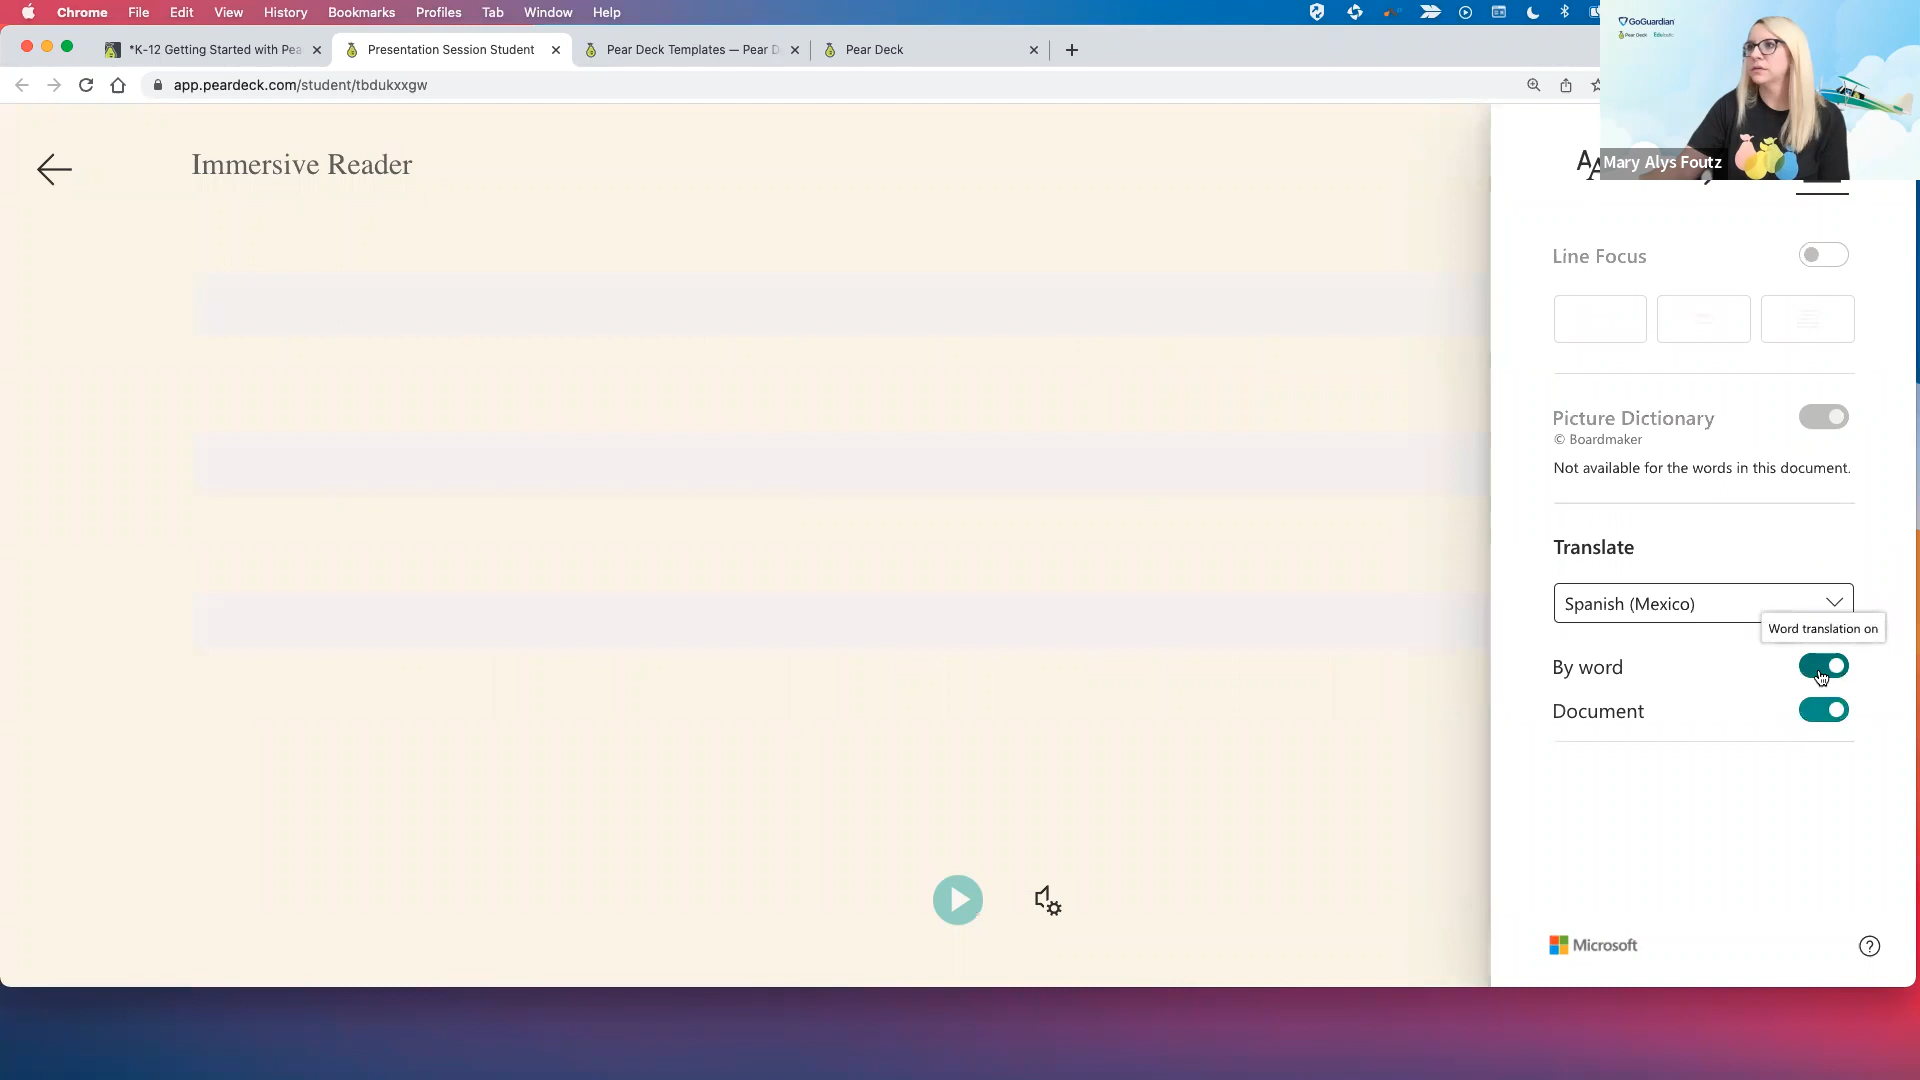 Chrome File Edit View History Bookmarks Profiles Tab Window Help
*K-12 Getting Started with Pea
Presentation Session Student
Pear Deck Templates — Pear D
Pear Deck
app.peardeck.com/student/tbdukxxgw
GoGuardian
Pear Deck Edulastic
Mary Alys Foutz
Immersive Reader
Line Focus
Picture Dictionary
© Boardmaker
Not available for the words in this document.
Translate
Spanish (Mexico)
Word translation on
By word
Document
Microsoft